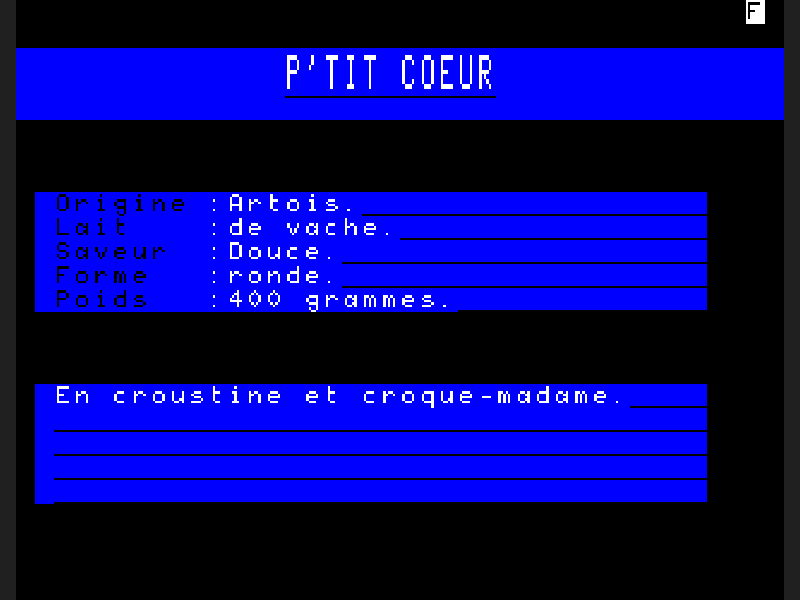 F
P'TIT COEUR
Origine :Artois.
Lait :de vache.
Saveur :Douce.
Forme :ronde.
Poids :400 grammes.
En croustine et croque-madame.